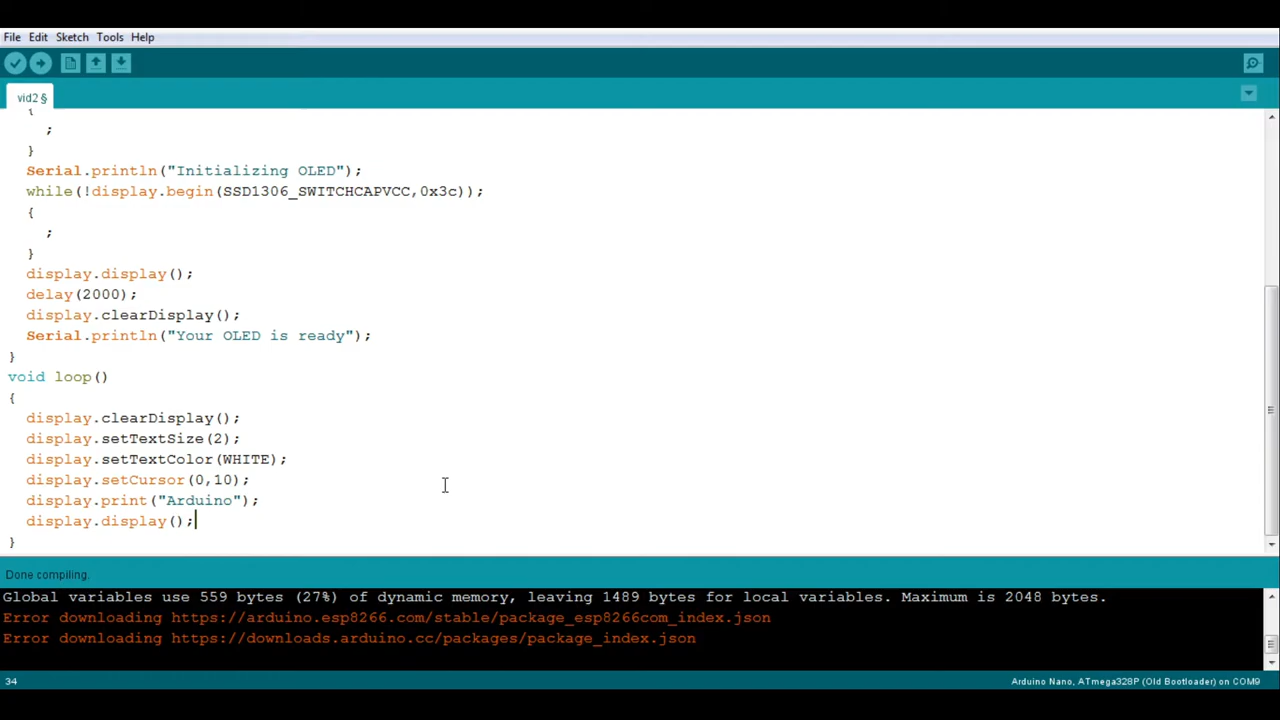 File Edit Sketch Tools Help
vid2 §
{
;
}
Serial.println("Initializing OLED");
while(!display.begin(SSD1306_SWITCHCAPVCC,0x3c));
{
;
}
display.display();
delay(2000);
display.clearDisplay();
Serial.println("Your OLED is ready");
}
void loop()
{
display.clearDisplay();
display.setTextSize(2);
display.setTextColor(WHITE);
display.setCursor(0,10);
display.print("Arduino");
display.display();
}
Done compiling.
Global variables use 559 bytes (27%) of dynamic memory, leaving 1489 bytes for local variables. Maximum is 2048 bytes.
Error downloading https://arduino.esp8266.com/stable/package_esp8266com_index.json
Error downloading https://downloads.arduino.cc/packages/package_index.json
34 Arduino Nano, ATmega328P (Old Bootloader) on COM9